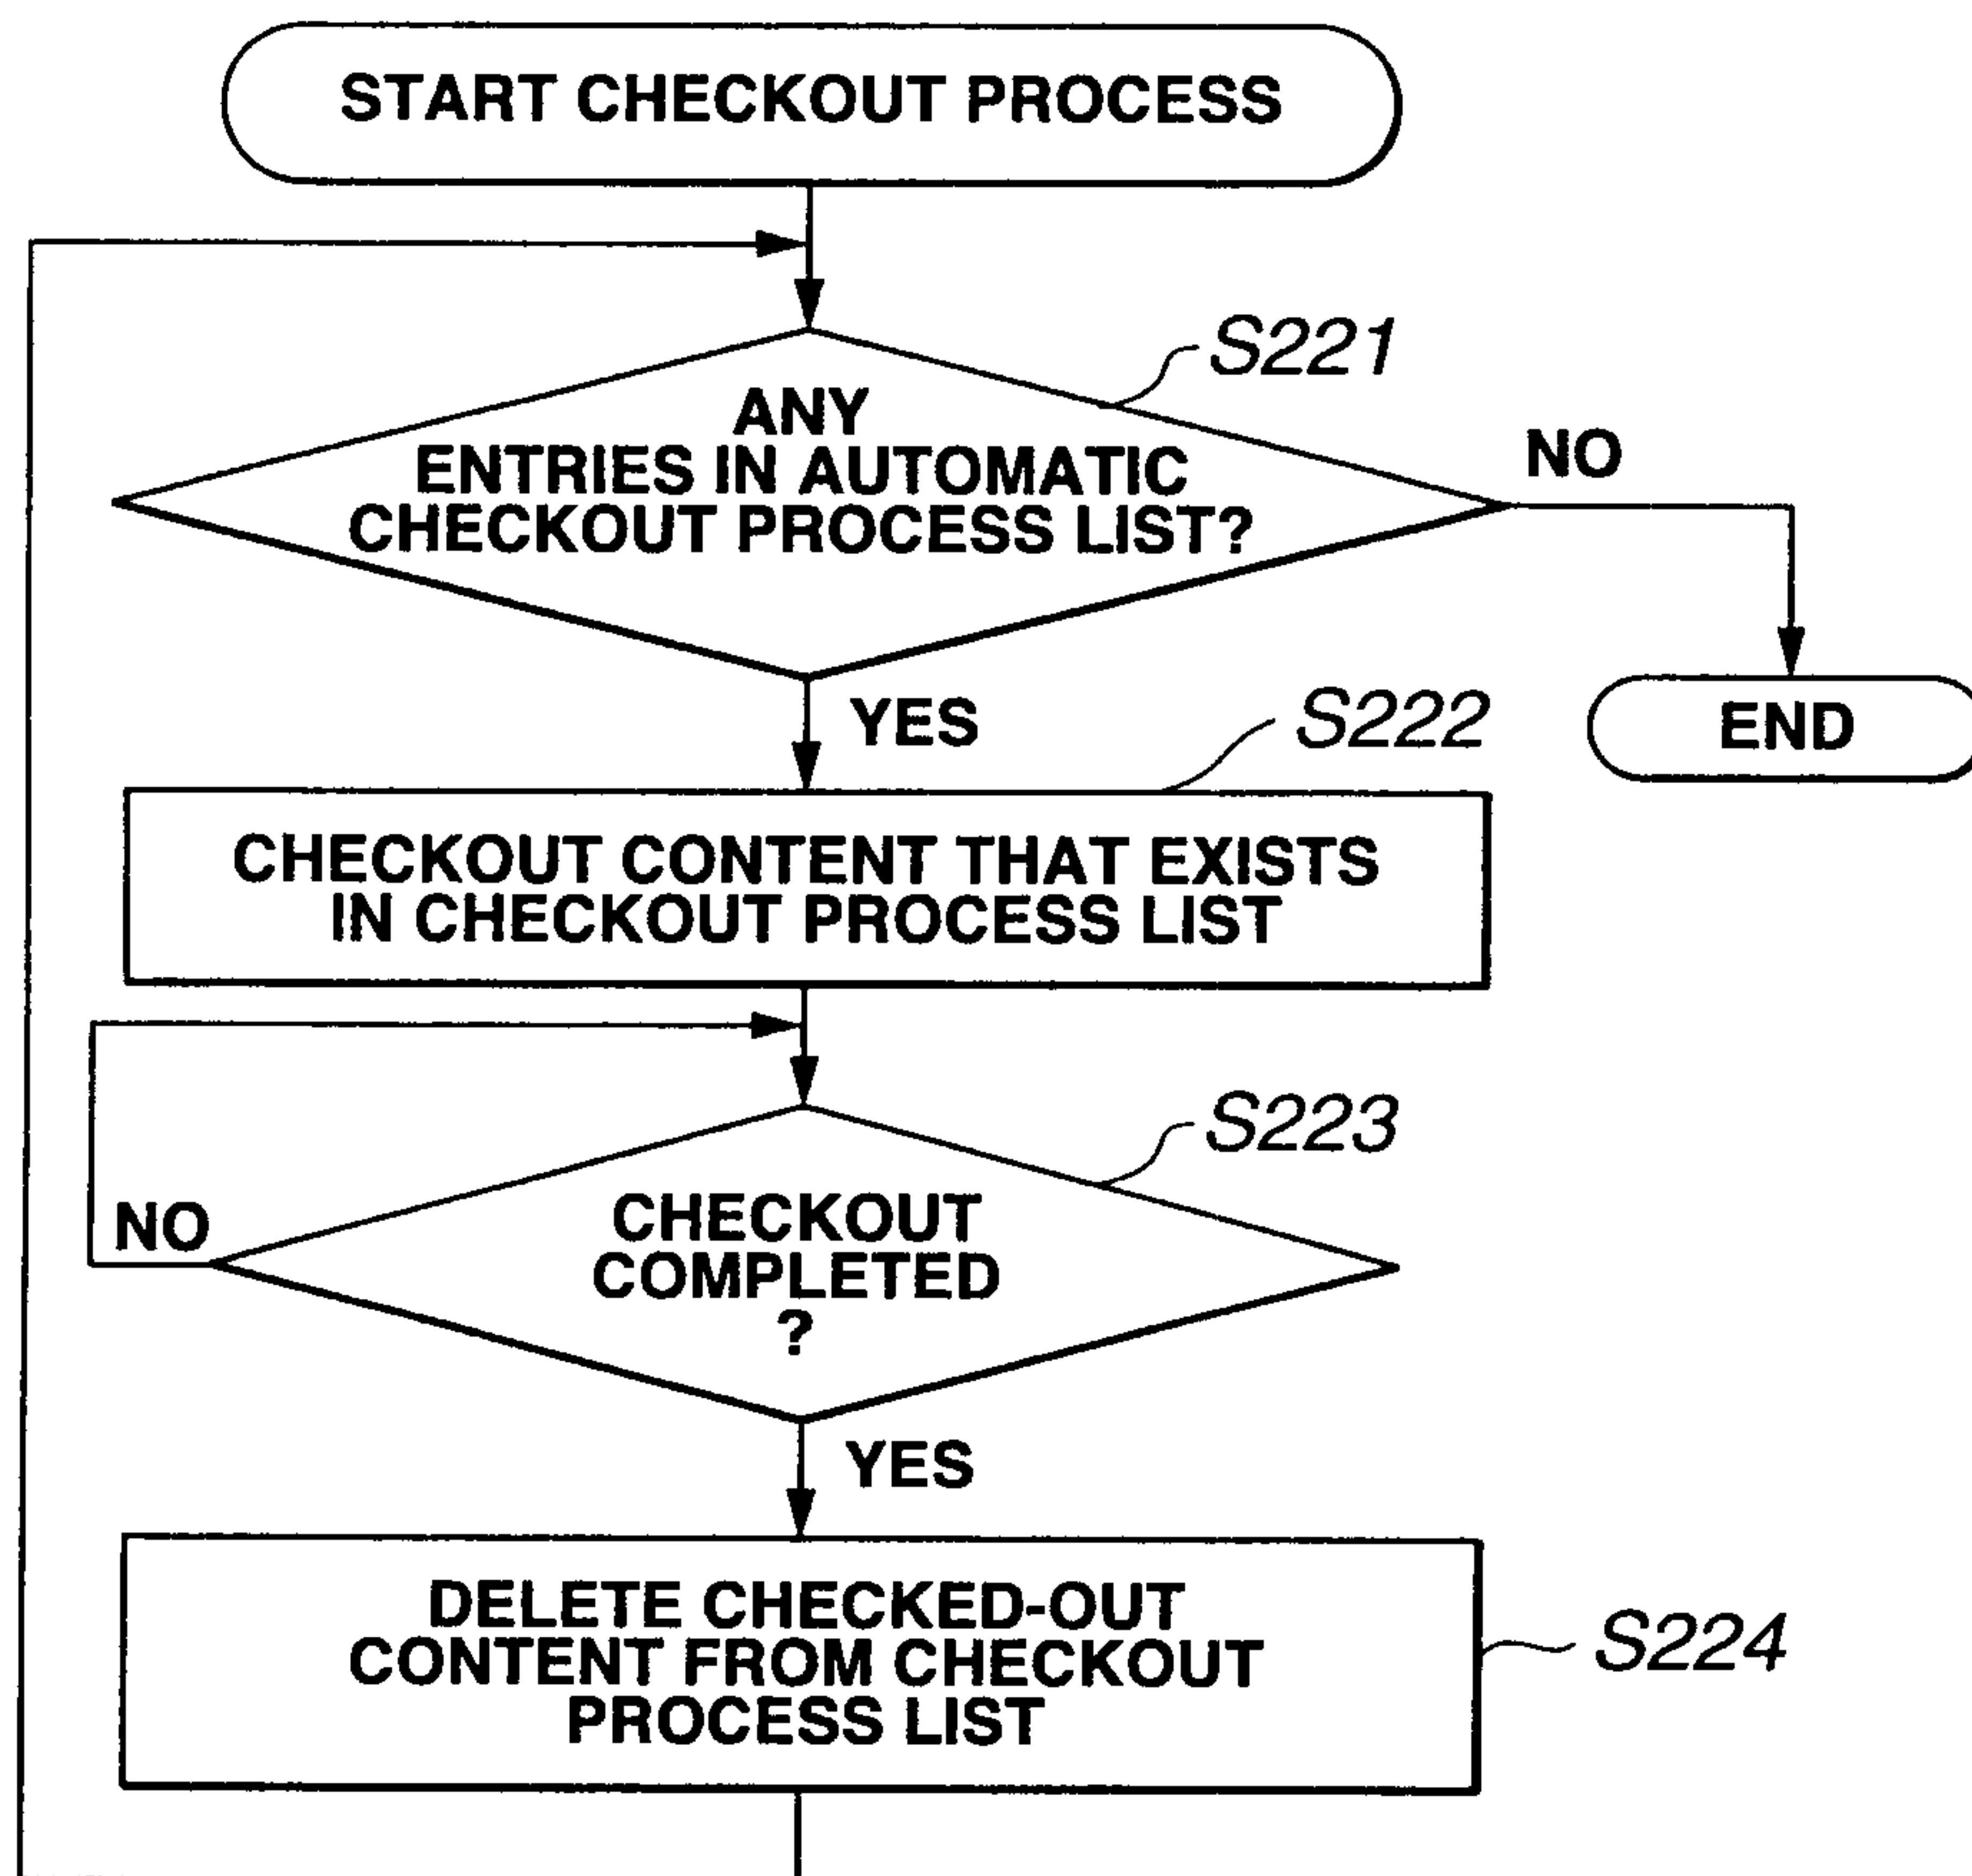 START CHECKOUT PROCESS
S221
ANY
ENTRIES IN AUTOMATIC
CHECKOUT PROCESS LIST?
NO
YES
S222
END
CHECKOUT CONTENT THAT EXISTS
IN CHECKOUT PROCESS LIST
S223
NO
CHECKOUT
COMPLETED
?
YES
DELETE CHECKED-OUT
CONTENT FROM CHECKOUT
PROCESS LIST
S224